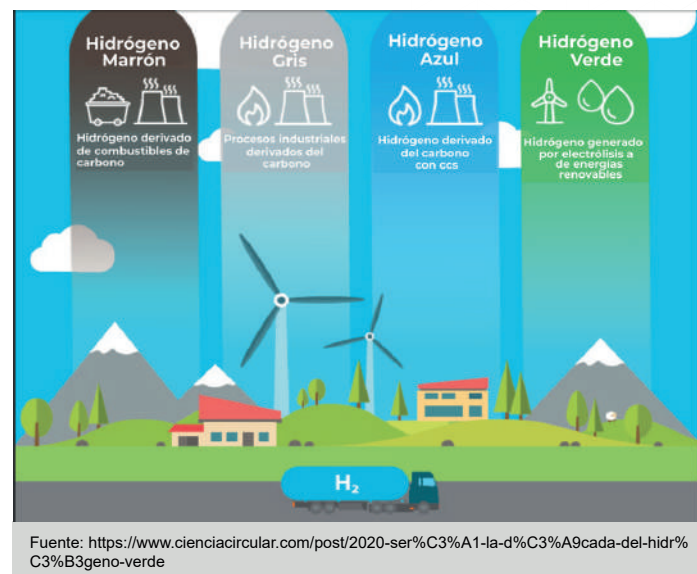 Hidrógeno
Marrón
Hidrógeno derivado
de combustibles de
carbono
Hidrógeno
Gris
Procesos industriales
derivados del
carbono
Hidrógeno
Azul
Hidrógeno derivado
del carbono
con ccs
Hidrógeno
Verde
Hidrógeno generado
por electrólisis a
de energías
renovables
H₂
Fuente: https://www.cienciacircular.com/post/2020-ser%C3%A1-la-d%C3%A9cada-del-hidr%
C3%B3geno-verde